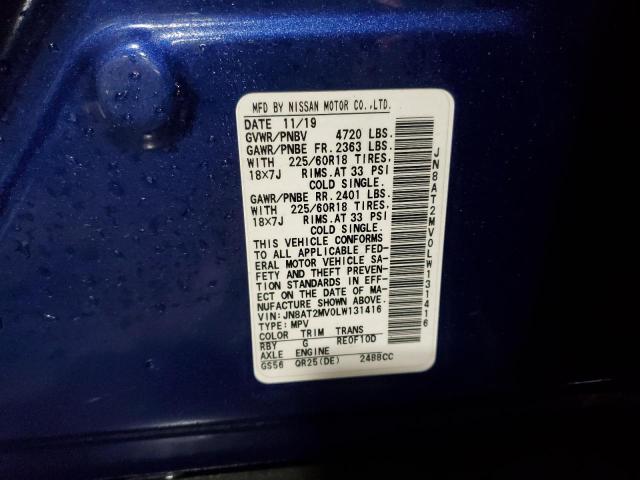 MFD BY NISSAN MOTOR CO.,LTD.
DATE 11/19
GVWR/PNBV 4720 LBS.
GAWR/PNBE FR. 2363 LBS.
WITH 225/60R18 TIRES,
18X7J RIMS.AT 33 PSI
COLD SINGLE.
GAWR/PNBE RR. 2401 LBS.
WITH 225/60R18 TIRES,
18X7J RIMS.AT 33 PSI
COLD SINGLE.
THIS VEHICLE CONFORMS
TO ALL APPLICABLE FED-
ERAL MOTOR VEHICLE SA-
FETY AND THEFT PREVEN-
TION STANDARDS IN EFF-
ECT ON THE DATE OF MA-
NUFACTURE SHOWN ABOVE.
VIN: JN8AT2MV0LW131416
TYPE: MPV
COLOR TRIM TRANS
RBY G RE0F10D
AXLE ENGINE
GS56 QR25(DE) 2488CC
JN8AT2MV0LW131416